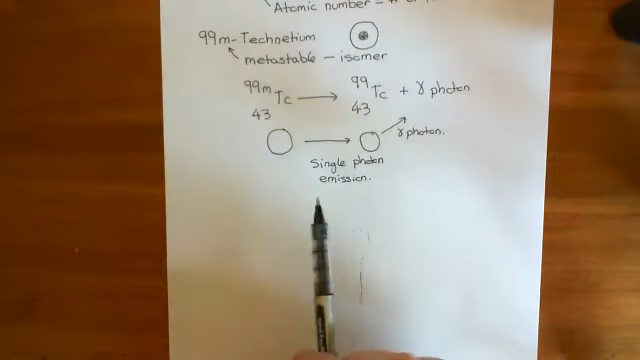 Atomic number –
99m-Technetium
metastable – isomer
99m 43 Tc ⟶ 99 43 Tc + γ photon
γ photon.
Single photon
emission.